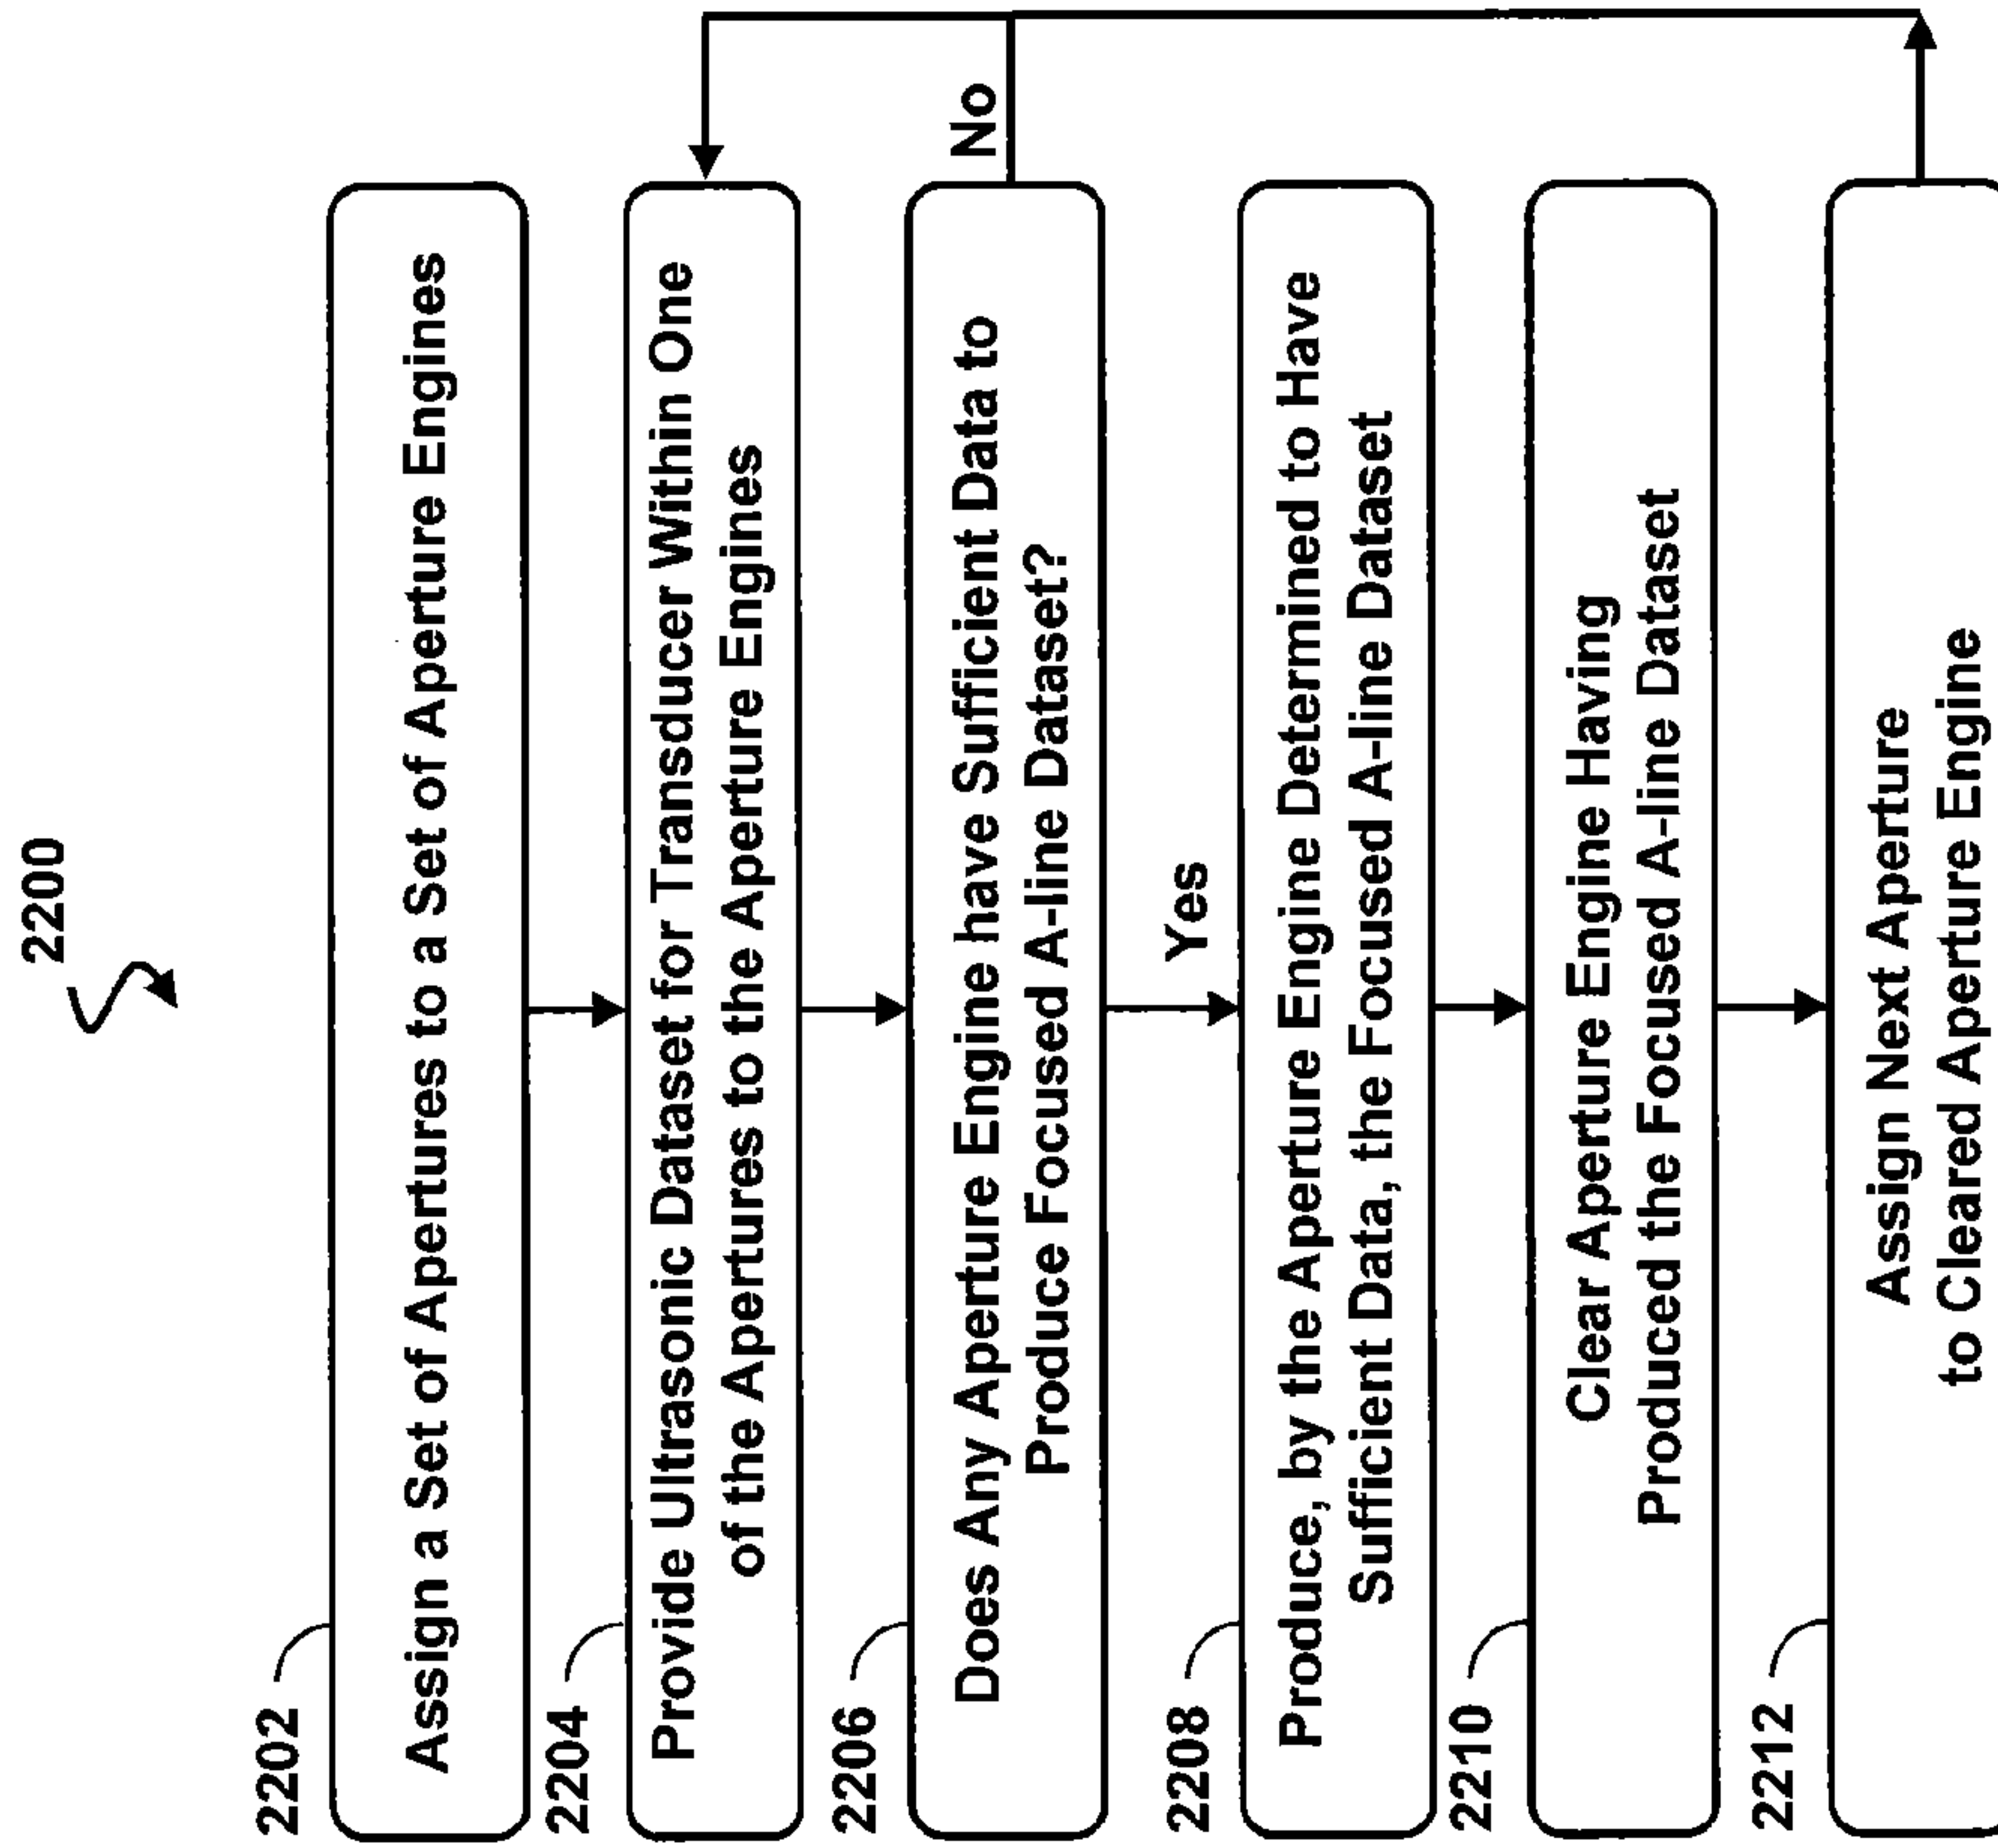 2200
2202
Assign a Set of Apertures to a Set of Aperture Engines
2204
Provide Ultrasonic Dataset for Transducer Within One
of the Apertures to the Aperture Engines
2206
Does Any Aperture Engine have Sufficient Data to
Produce Focused A-line Dataset?
No
Yes
2208
Produce, by the Aperture Engine Determined to Have
Sufficient Data, the Focused A-line Dataset
2210
Clear Aperture Engine Having
Produced the Focused A-line Dataset
2212
Assign Next Aperture
to Cleared Aperture Engine